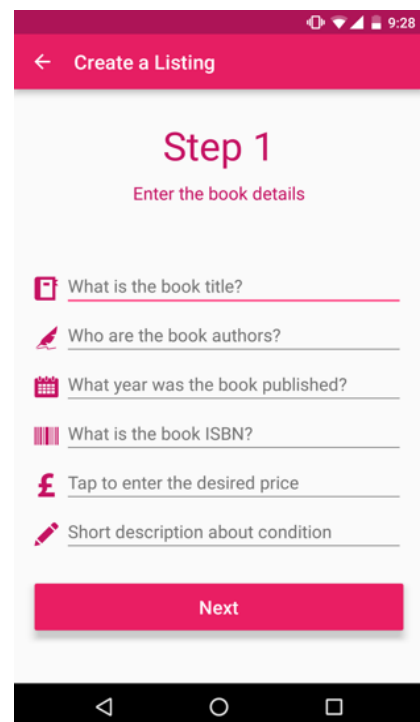 9:28
Create a Listing
Step 1
Enter the book details
What is the book title?
Who are the book authors?
What year was the book published?
What is the book ISBN?
£ Tap to enter the desired price
Short description about condition
Next